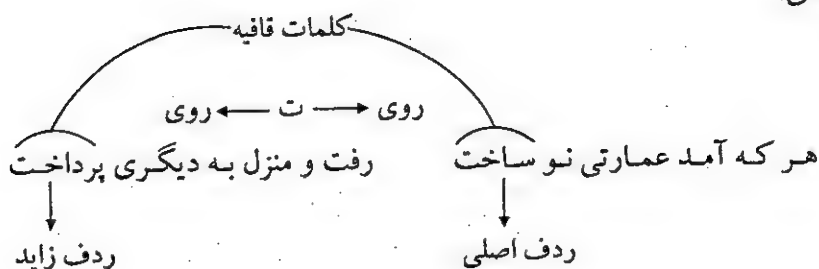 کلمات قافیه
روی ← ت → روی
هر که آمد عمارتی نو ساخت رفت و منزل به دیگری پرداخت
ردف اصلی ردف زاید